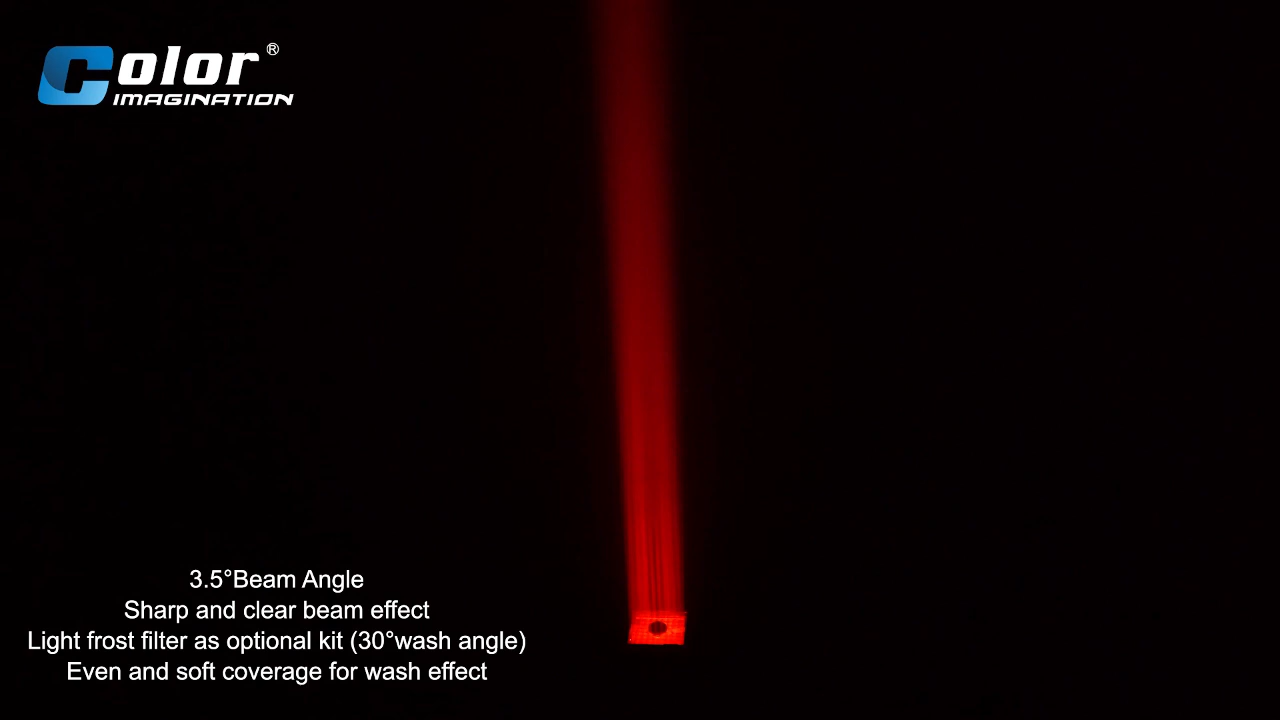 Color®
IMAGINATION
3.5°Beam Angle
Sharp and clear beam effect
Light frost filter as optional kit (30°wash angle)
Even and soft coverage for wash effect